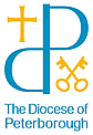 The Diocese of
Peterborough